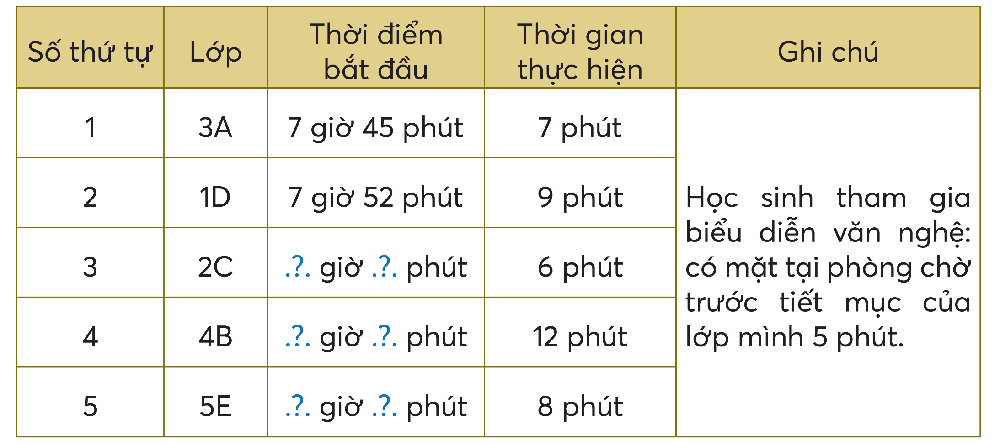 Số thứ tự
Lớp
Thời điểm
bắt đầu
Thời gian
thực hiện
Ghi chú
1
3A
7 giờ 45 phút
7 phút
2
1D
7 giờ 52 phút
9 phút
3
2C
.?. giờ .?. phút
6 phút
4
4B
.?. giờ .?. phút
12 phút
5
5E
.?. giờ .?. phút
8 phút
Học sinh tham gia
biểu diễn văn nghệ:
có mặt tại phòng chờ
trước tiết mục của
lớp mình 5 phút.